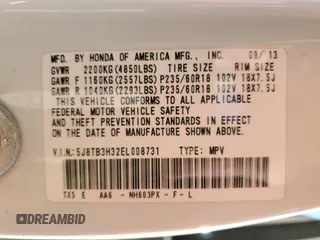 MFD. BY HONDA OF AMERICA MFG., INC. 09/13
GVWR 2200KG(4850LBS) TIRE SIZE RIM SIZE
GAWR F 1160KG(2557LBS) P235/60R18 102V 18X7.5J
GAWR R 1040KG(2293LBS) P235/60R18 102V 18X7.5J
THIS VEHICLE CONFORMS TO ALL APPLICABLE
FEDERAL MOTOR VEHICLE SAFETY
AND THEFT PREVENTION STANDARDS IN EFFECT ON
THE DATE OF MANUFACTURE SHOWN ABOVE.
V.I.N.: 5J8TB3H32EL008731 TYPE: MPV
TX5 E AA6 - NH603PX - F - L
© DREAMBID
DREAMBID.COM